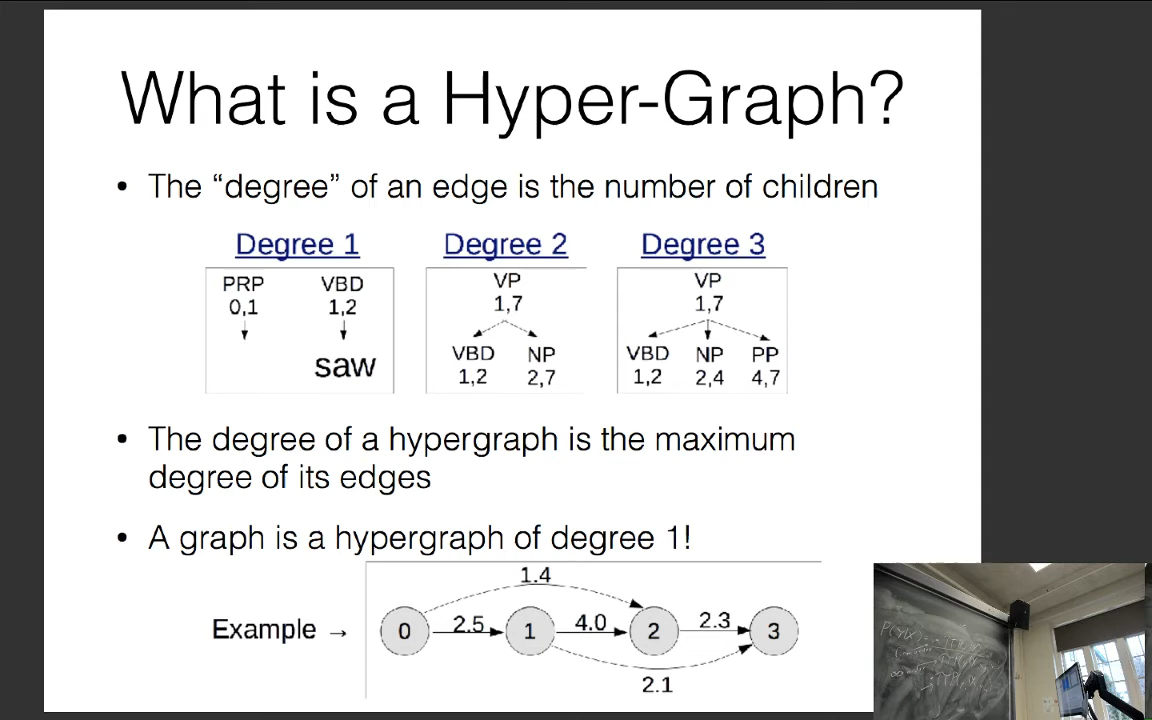 What is a Hyper-Graph?
• The “degree” of an edge is the number of children
Degree 1 Degree 2 Degree 3
PRP VBD VP VP
0,1 1,2 1,7 1,7
saw
VBD NP VBD NP PP
1,2 2,7 1,2 2,4 4,7
• The degree of a hypergraph is the maximum
degree of its edges
• A graph is a hypergraph of degree 1!
1.4
Example → 0 2.5 1 4.0 2 2.3 3
2.1